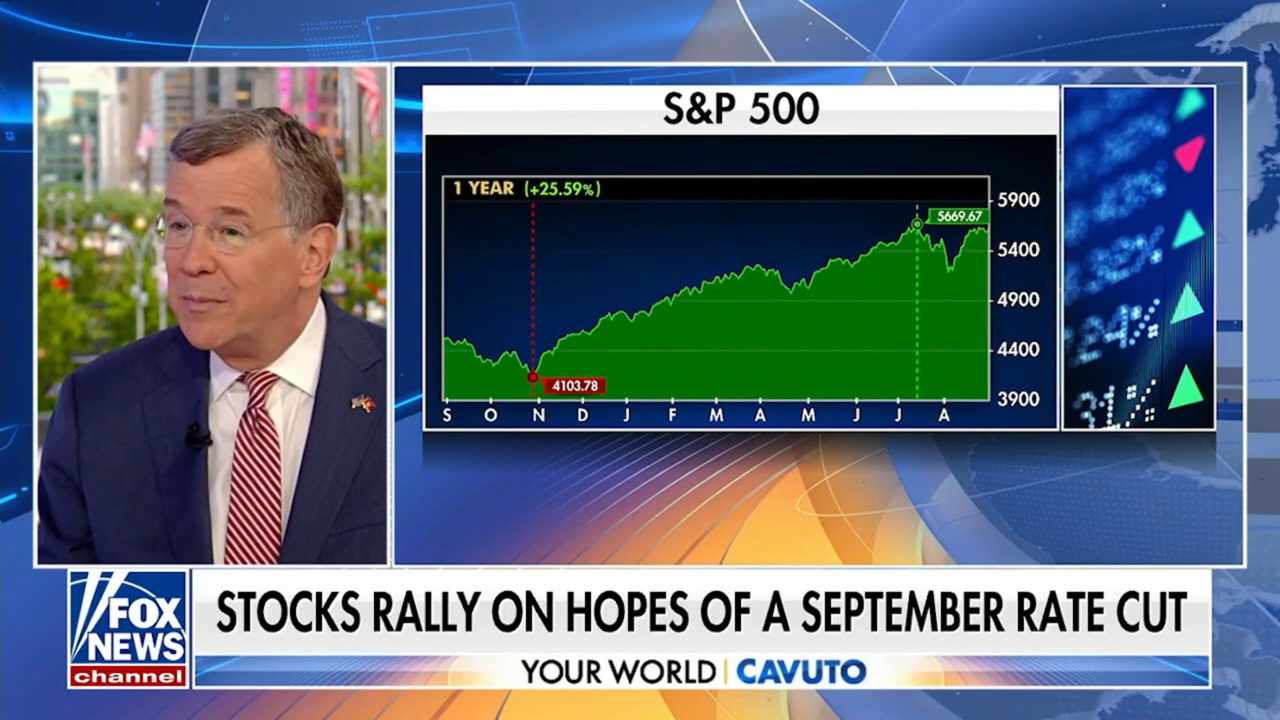 S&P 500
1 YEAR (+25.59%)
5669.67
4103.78
5900
5400
4900
4400
3900
S O N D J F M A M J J A
FOX
NEWS
channel
STOCKS RALLY ON HOPES OF A SEPTEMBER RATE CUT
YOUR WORLD | CAVUTO